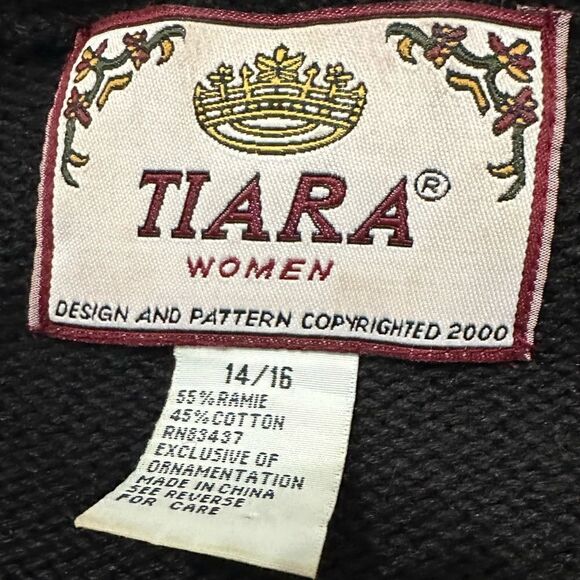 TIARA®
WOMEN
DESIGN AND PATTERN COPYRIGHTED 2000
14/16
55%RAMIE
45%COTTON
RN83437
EXCLUSIVE OF
ORNAMENTATION
MADE IN CHINA
SEE REVERSE
FOR CARE